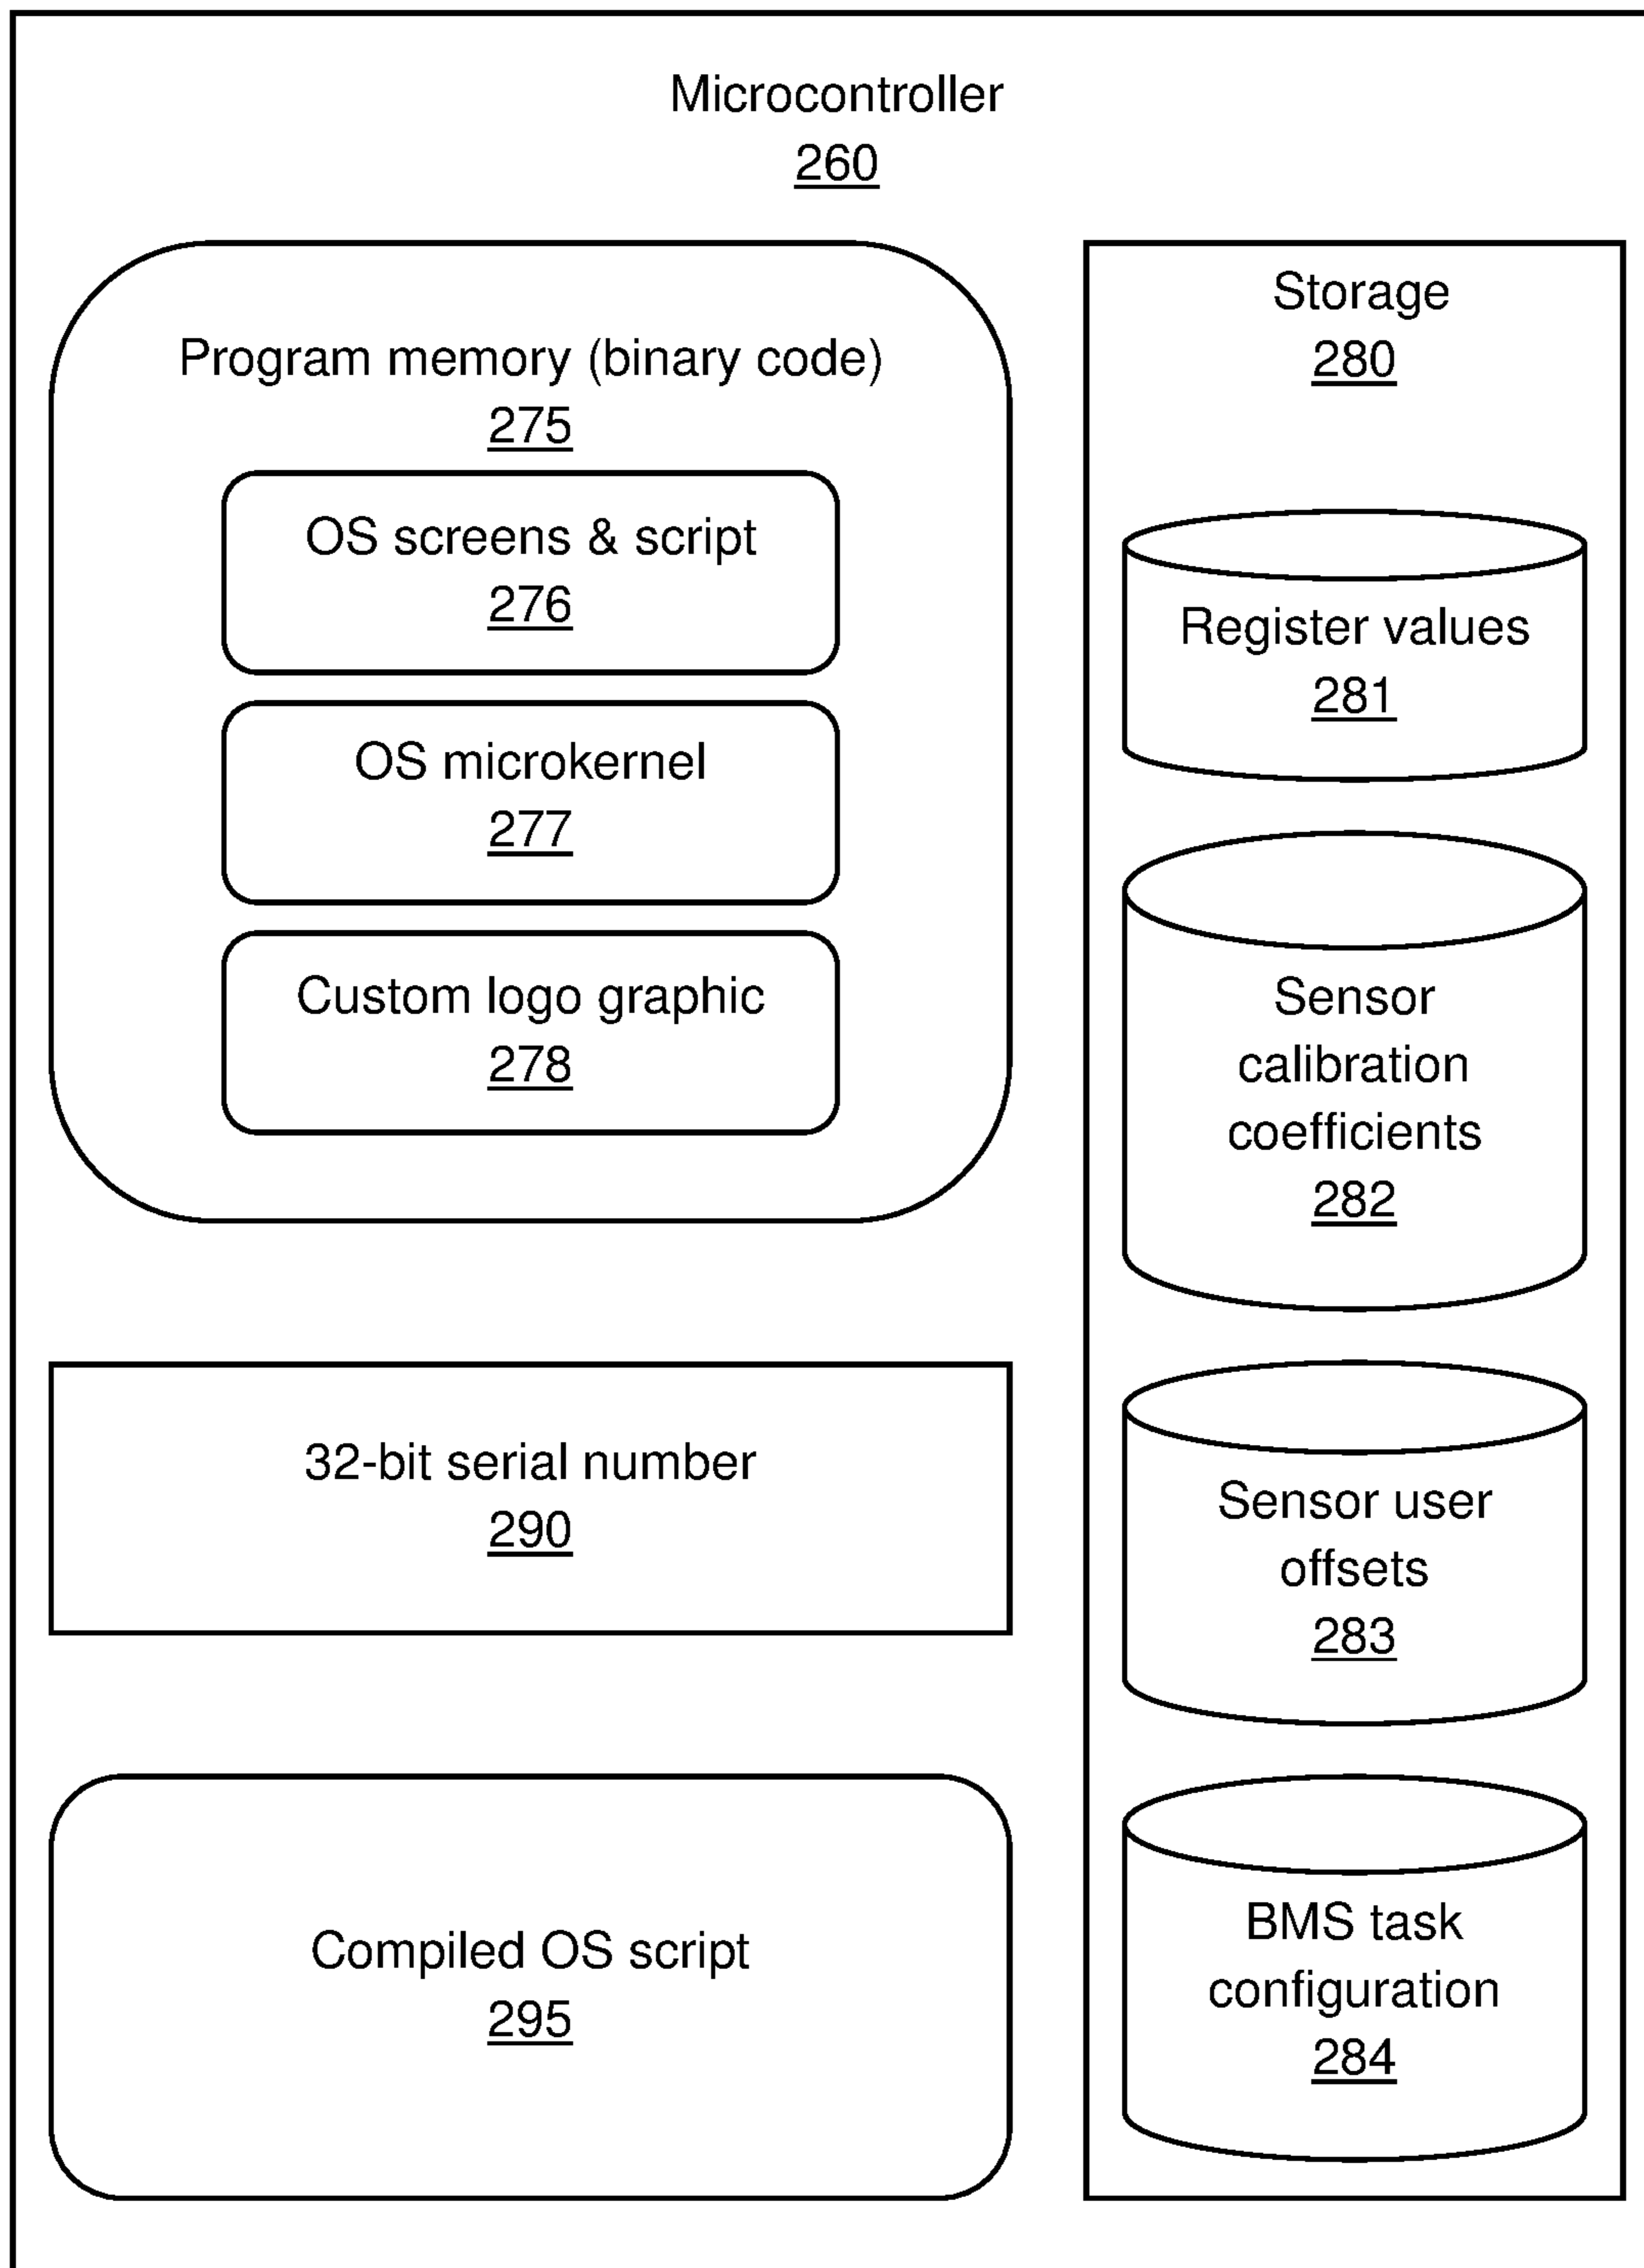 Microcontroller
260
Program memory (binary code)
275
OS screens & script
276
OS microkernel
277
Custom logo graphic
278
32-bit serial number
290
Compiled OS script
295
Storage
280
Register values
281
Sensor
calibration
coefficients
282
Sensor user
offsets
283
BMS task
configuration
284